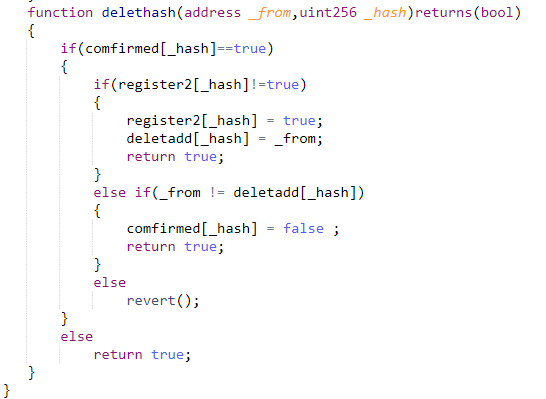 function delethash(address _from,uint256 _hash)returns(bool)
{
if(comfirmed[_hash]==true)
{
if(register2[_hash]!=true)
{
register2[_hash] = true;
deletadd[_hash] = _from;
return true;
}
else if(_from != deletadd[_hash])
{
comfirmed[_hash] = false ;
return true;
}
else
revert();
}
else
return true;
}
}